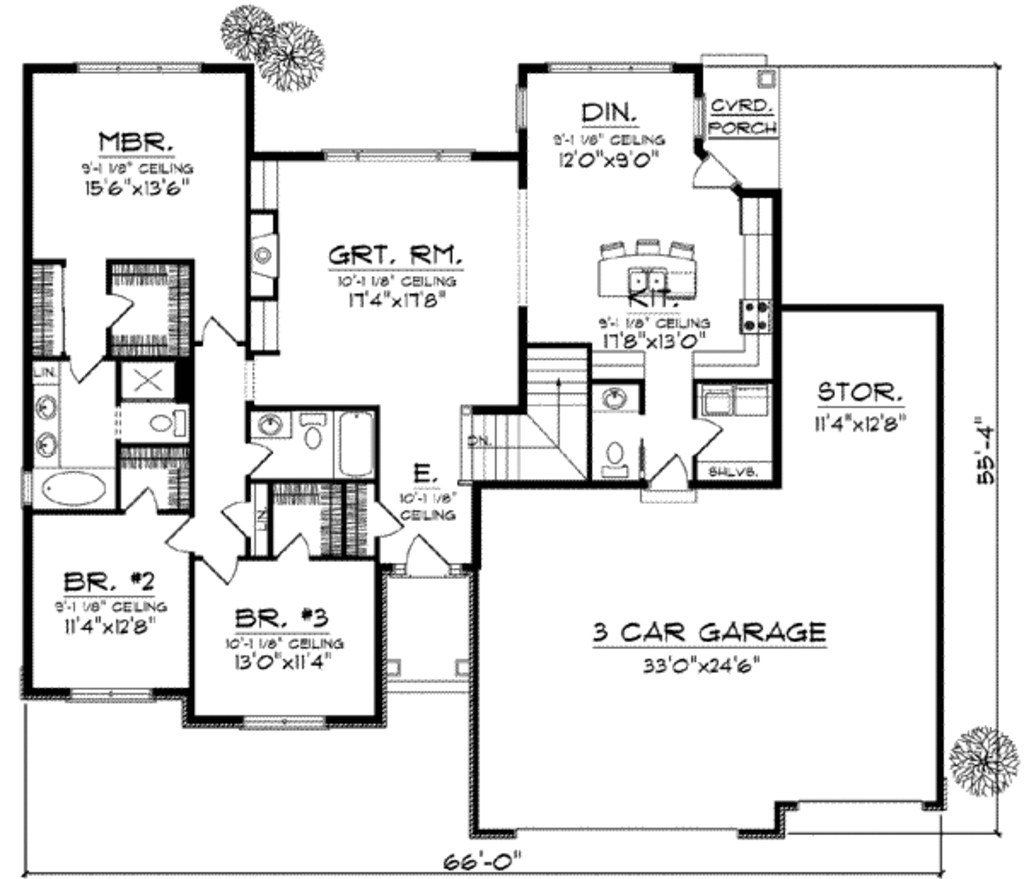 MBR.
9'-1 1/8" CEILING
15'6"x13'6"
DIN.
9'-1 1/8" CEILING
12'0"x9'0"
CVRD.
PORCH
GRT. RM.
10'-1 1/8" CEILING
17'4"x17'8"
KIT.
9'-1 1/8" CEILING
17'8"x13'0"
LIN.
STOR.
11'4"x12'8"
DN.
SHLVS.
E.
10'-1 1/8"
CEILING
LIN.
BR. #2
9'-1 1/8" CEILING
11'4"x12'8"
BR. #3
10'-1 1/8" CEILING
13'0"x11'4"
3 CAR GARAGE
33'0"x24'6"
55'-4"
66'-0"